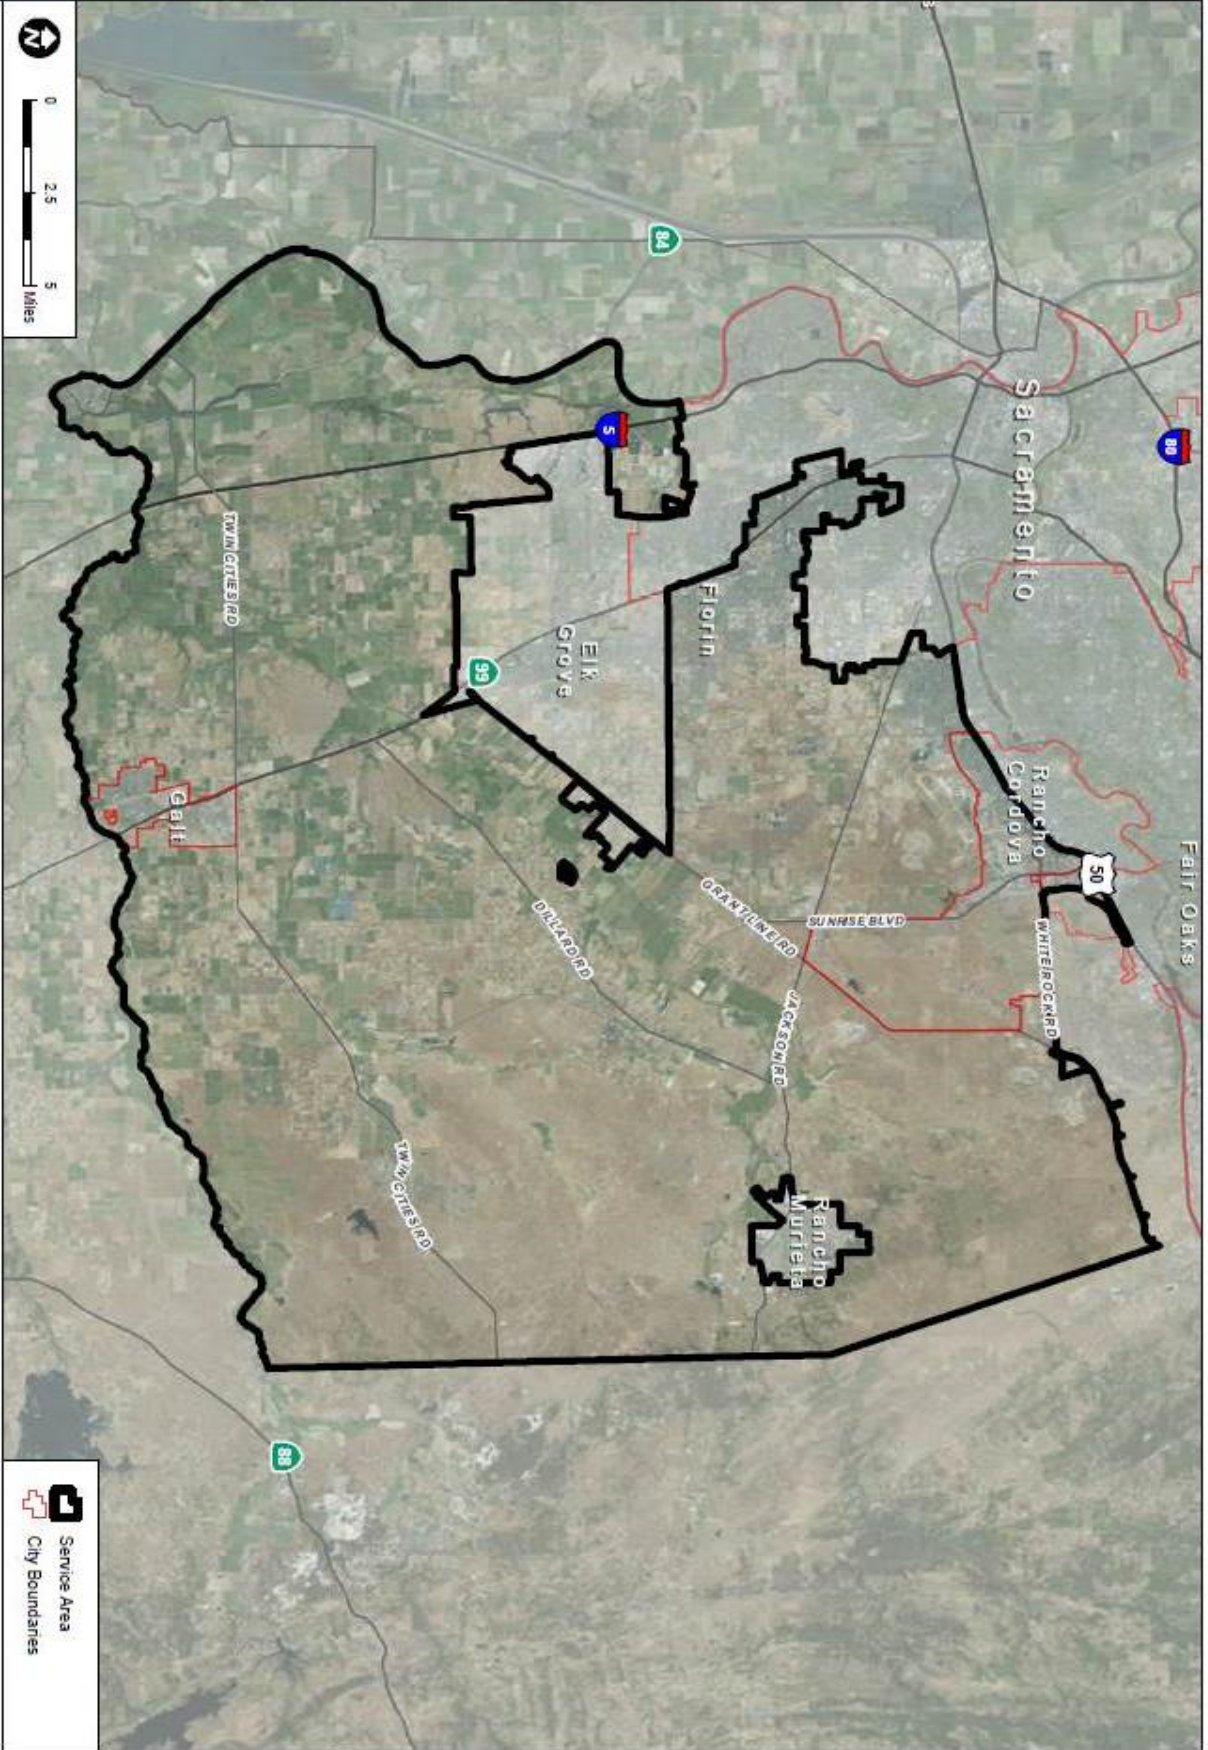 80
Sacramento
Fair Oaks
Rancho
Cordova
50
WHITE ROCK RD
84
SUNRISE BLVD
JACKSON RD
Rancho
Murieta
Florin
GRANT LINE RD
5
Elk
Grove
DILLARD RD
99
TWIN CITIES RD
TWIN CITIES RD
Galt
88
N
0 2.5 5
Miles
Service Area
City Boundaries